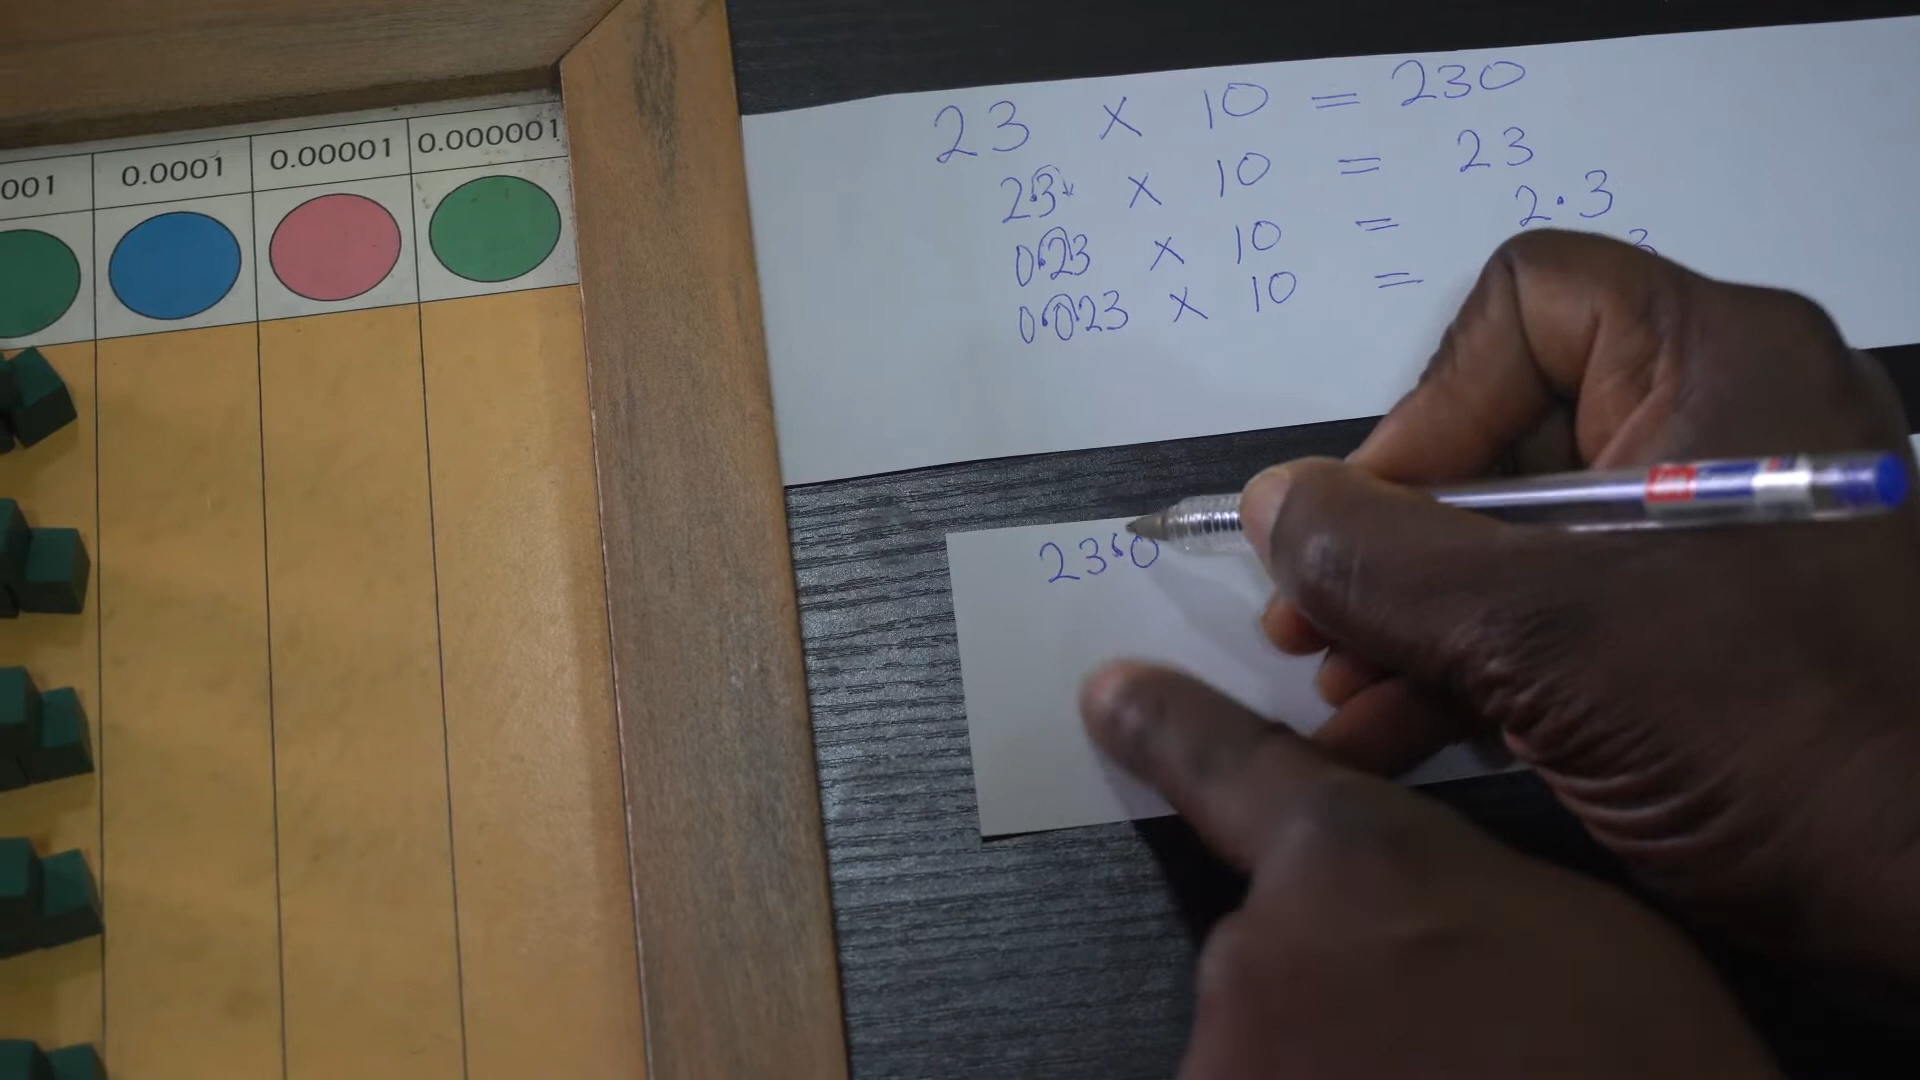 001 0.0001 0.00001 0.000001
23 x 10 = 230
2.3 x 10 = 23
0.23 x 10 = 2.3
0.023 x 10 = 3
23.0